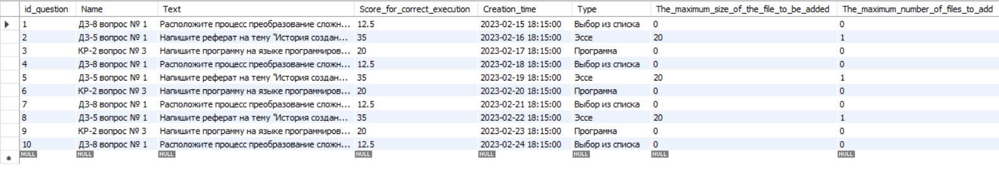 id_question Name Text Score_for_correct_execution Creation_time Type The_maximum_size_of_the_file_to_be_added The_maximum_number_of_files_to_add
1 ДЗ-8 вопрос № 1 Расположите процесс преобразование сложн... 12.5 2023-02-15 18:15:00 Выбор из списка 0 0
2 ДЗ-5 вопрос № 1 Напишите реферат на тему "История создан... 35 2023-02-16 18:15:00 Эссе 20 1
3 КР-2 вопрос № 3 Напишите программу на языке программиров... 20 2023-02-17 18:15:00 Программа 0 0
4 ДЗ-8 вопрос № 1 Расположите процесс преобразование сложн... 12.5 2023-02-18 18:15:00 Выбор из списка 0 0
5 ДЗ-5 вопрос № 1 Напишите реферат на тему "История создан... 35 2023-02-19 18:15:00 Эссе 20 1
6 КР-2 вопрос № 3 Напишите программу на языке программиров... 20 2023-02-20 18:15:00 Программа 0 0
7 ДЗ-8 вопрос № 1 Расположите процесс преобразование сложн... 12.5 2023-02-21 18:15:00 Выбор из списка 0 0
8 ДЗ-5 вопрос № 1 Напишите реферат на тему "История создан... 35 2023-02-22 18:15:00 Эссе 20 1
9 КР-2 вопрос № 3 Напишите программу на языке программиров... 20 2023-02-23 18:15:00 Программа 0 0
10 ДЗ-8 вопрос № 1 Расположите процесс преобразование сложн... 12.5 2023-02-24 18:15:00 Выбор из списка 0 0
NULL NULL NULL NULL NULL NULL NULL NULL